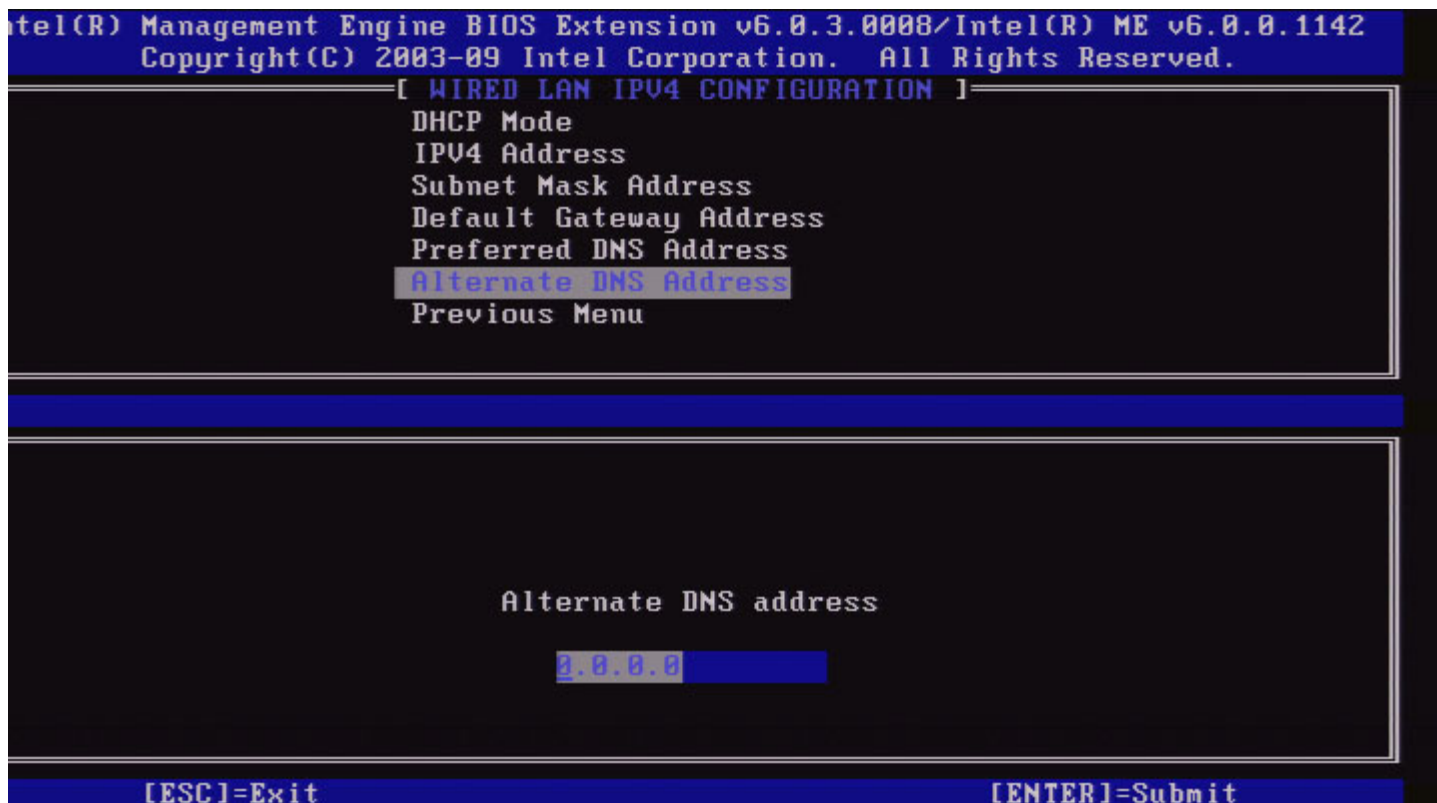 ntel(R) Management Engine BIOS Extension v6.0.3.0008/Intel(R) ME v6.0.0.1142
Copyright(C) 2003-09 Intel Corporation.  All Rights Reserved.
[ WIRED LAN IPV4 CONFIGURATION ]
DHCP Mode
IPV4 Address
Subnet Mask Address
Default Gateway Address
Preferred DNS Address
Alternate DNS Address
Previous Menu
Alternate DNS address
0.0.0.0
[ESC]=Exit
[ENTER]=Submit